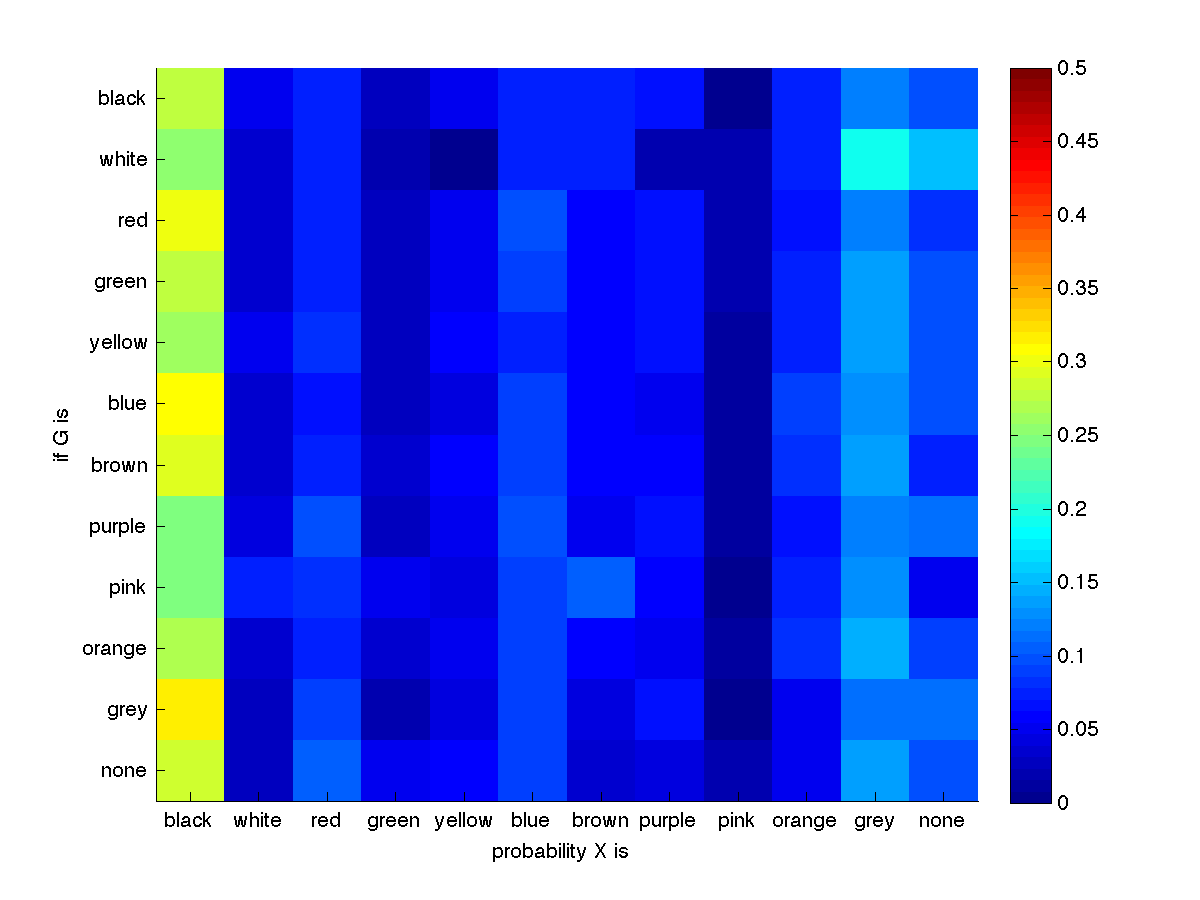 if G is
black
white
red
green
yellow
blue
brown
purple
pink
orange
grey
none
black white red green yellow blue brown purple pink orange grey none
probability X is
0.5
0.45
0.4
0.35
0.3
0.25
0.2
0.15
0.1
0.05
0